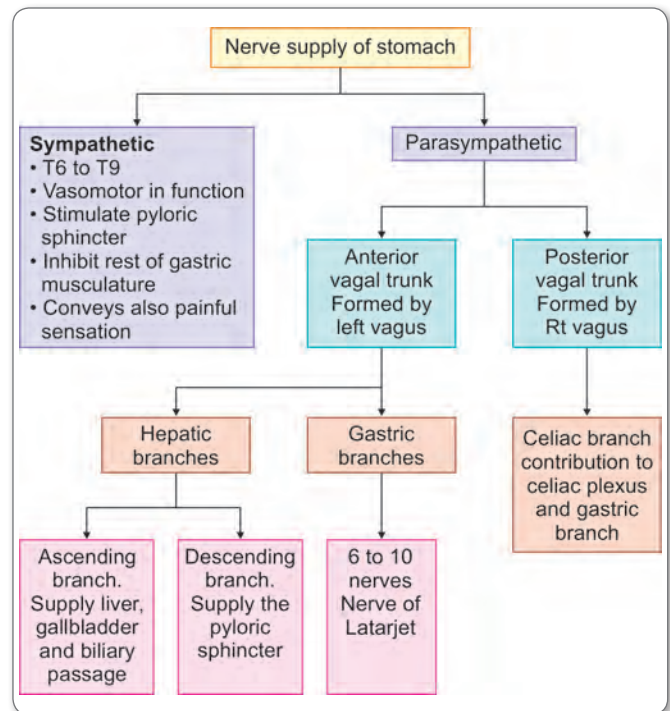 Nerve supply of stomach
Sympathetic
• T6 to T9
• Vasomotor in function
• Stimulate pyloric
sphincter
• Inhibit rest of gastric
musculature
• Conveys also painful
sensation
Parasympathetic
Anterior
vagal trunk
Formed by
left vagus
Posterior
vagal trunk
Formed by
Rt vagus
Hepatic
branches
Gastric
branches
Celiac branch
contribution to
celiac plexus
and gastric
branch
Ascending
branch.
Supply liver,
gallbladder
and biliary
passage
Descending
branch.
Supply the
pyloric
sphincter
6 to 10
nerves
Nerve of
Latarjet